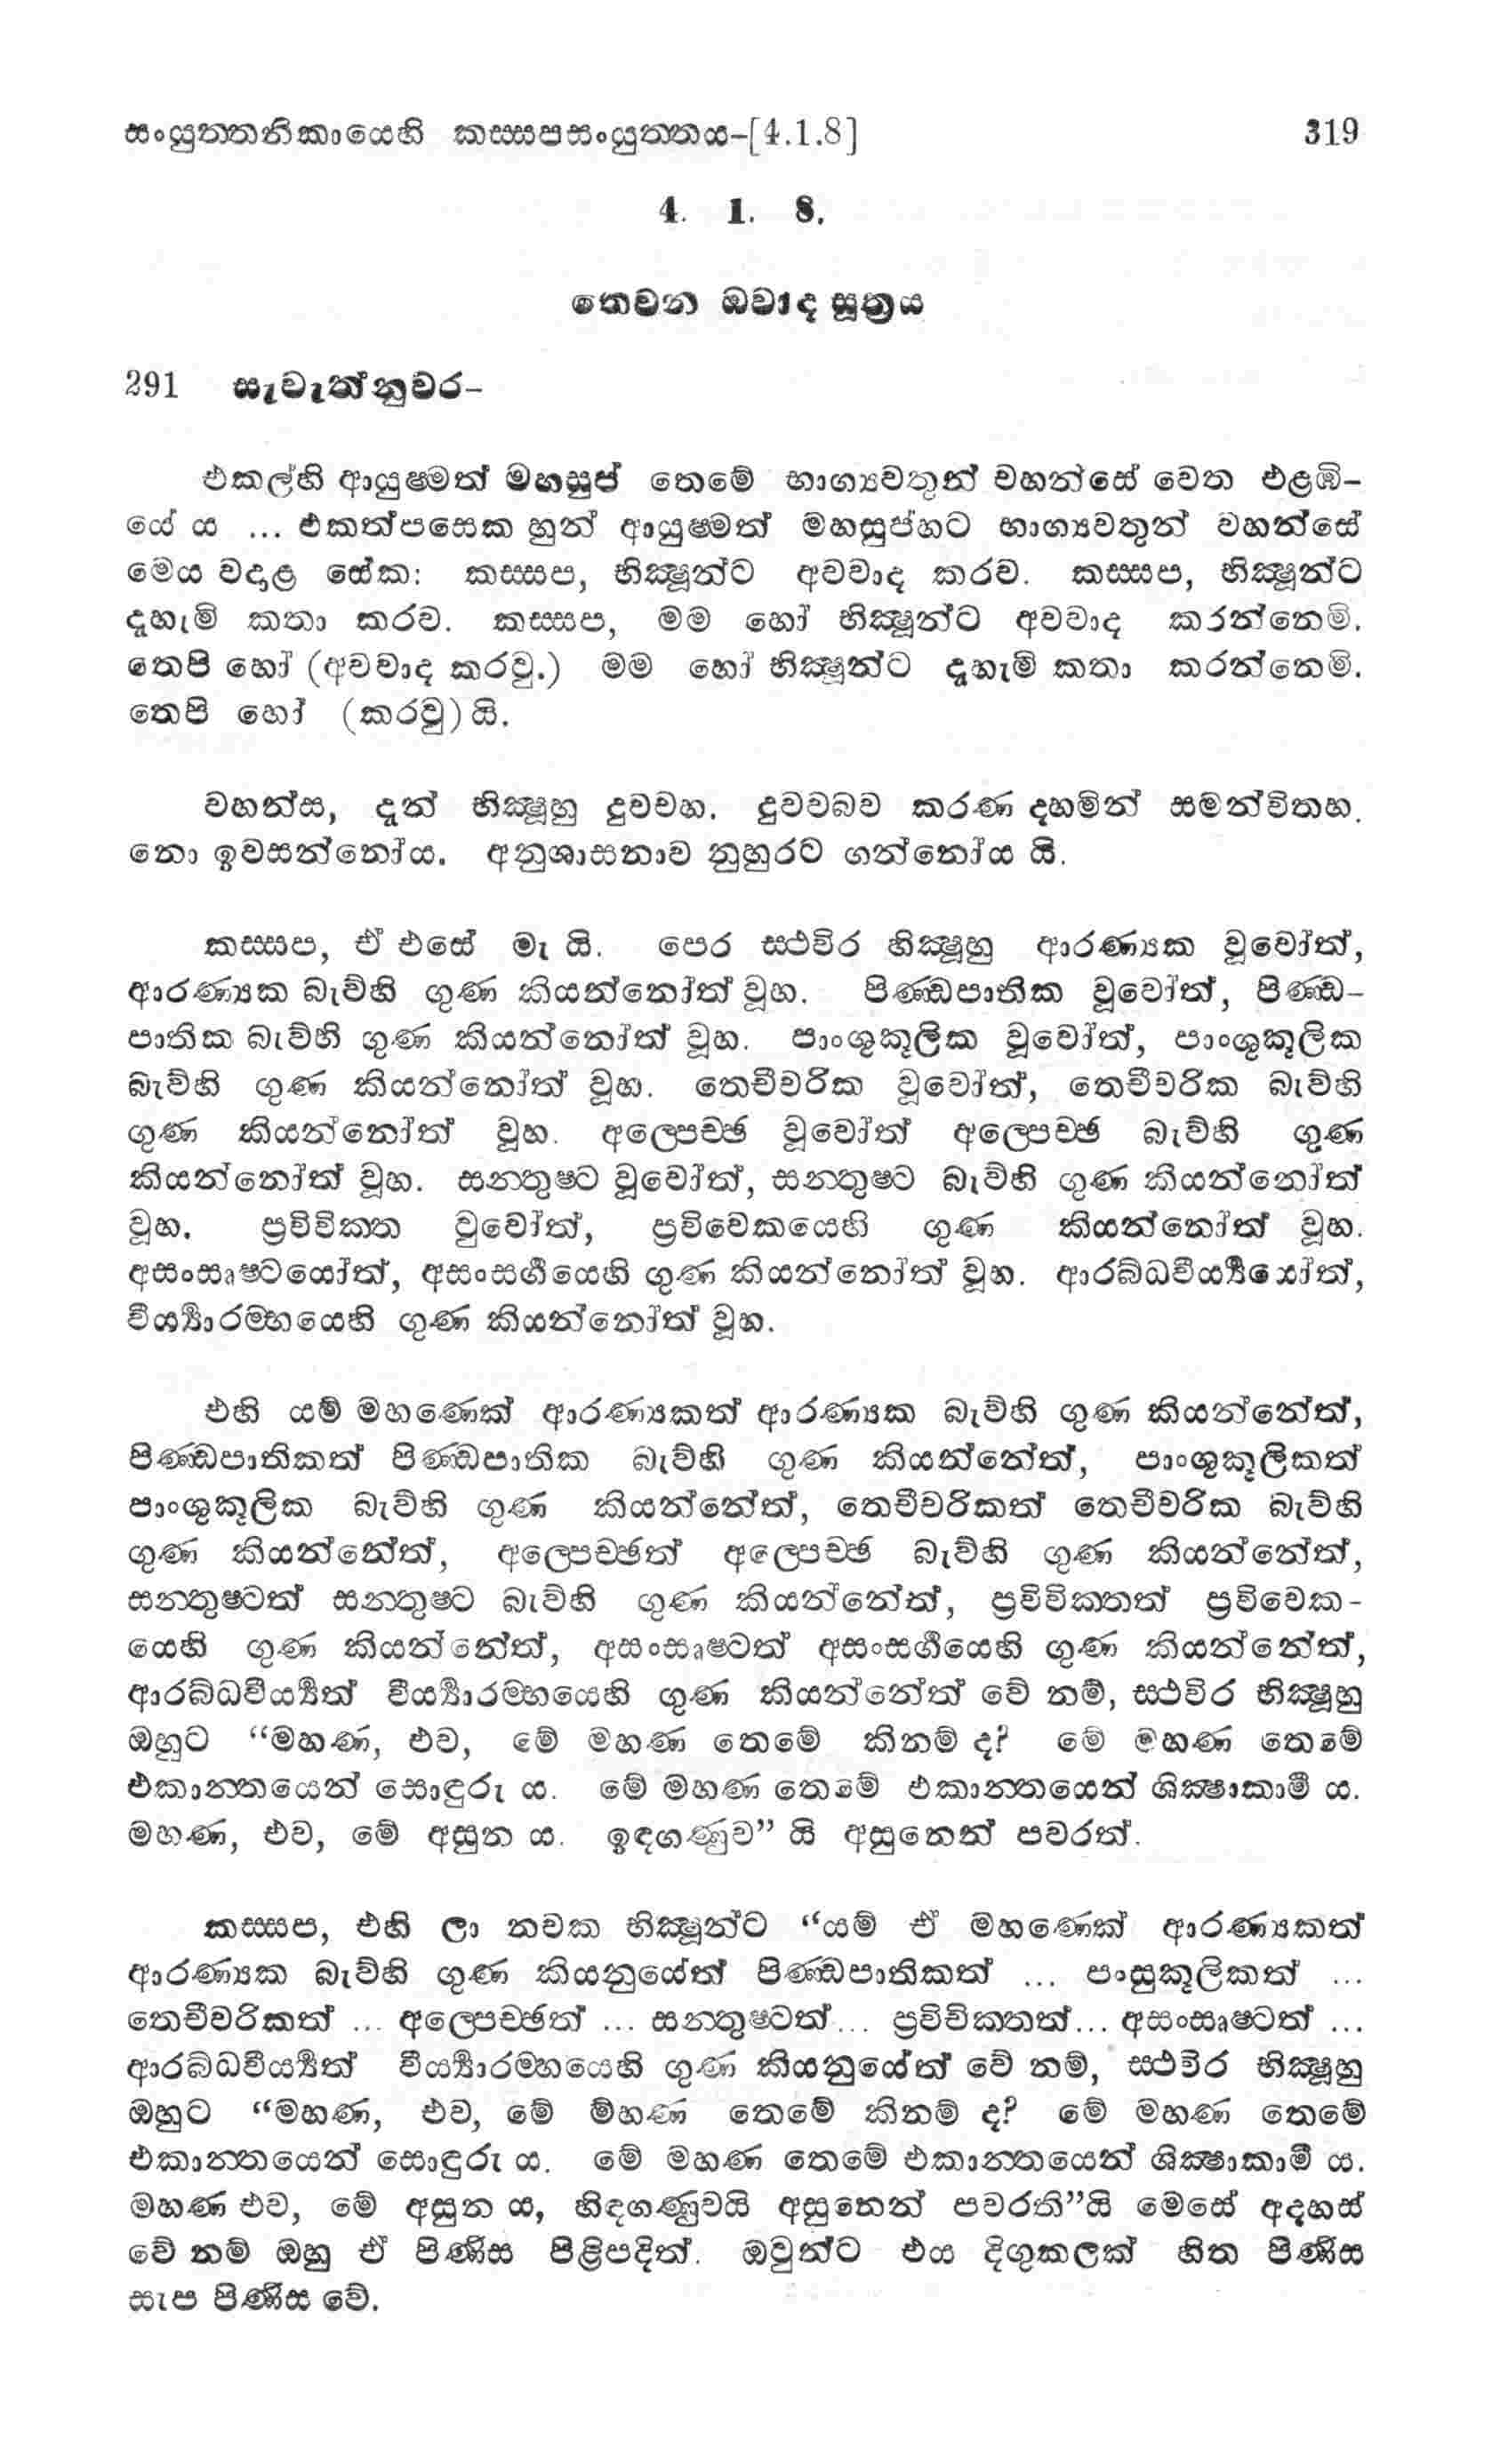 සංයුත්තනිකායෙහි කස්සපසංයුත්තය-[4.1.8] 319
4. 1. 8.
තෙවන ඔවාද සූත්‍රය
291 සැවැත්නුවර-
එකල්හි ආයුෂ්මත් මහසුප් තෙමේ භාග්‍යවතුන් වහන්සේ වෙත එළඹි-
යේ ය ... එකත්පසෙක හුන් ආයුෂ්මත් මහසුප්හට භාග්‍යවතුන් වහන්සේ
මෙය වදාළ සේක: කස්සප, භික්‍ෂූන්ට අවවාද කරව. කස්සප, භික්‍ෂූන්ට
දැහැමි කතා කරව. කස්සප, මම හෝ භික්‍ෂූන්ට අවවාද කරන්නෙමි.
තෙපි හෝ (අවවාද කරවු.) මම හෝ භික්‍ෂූන්ට දැහැමි කතා කරන්නෙමි.
තෙපි හෝ (කරවු) යි.
වහන්ස, දැන් භික්‍ෂූහු දුවචහ. දුවචබව කරණ දහමින් සමන්විතහ.
නො ඉවසන්නෝය. අනුශාසනාව නුහුරට ගන්නෝය යි.
කස්සප, ඒ එසේ මැ යි. පෙර ස්ථවිර භික්‍ෂූහු ආරණ්‍යක වූවෝත්,
ආරණ්‍යක බැව්හි ගුණ කියන්නෝත් වූහ. පිණ්ඩපාතික වූවෝත්, පිණ්ඩ-
පාතික බැව්හි ගුණ කියන්නෝත් වූහ. පාංශුකූලික වූවෝත්, පාංශුකූලික
බැව්හි ගුණ කියන්නෝත් වූහ. තෙචීවරික වූවෝත්, තෙචීවරික බැව්හි
ගුණ කියන්නෝත් වූහ. අල්පෙච්ඡ වූවෝත් අල්පෙච්ඡ බැව්හි ගුණ
කියන්නෝත් වූහ. සන්තුෂ්ට වූවෝත්, සන්තුෂ්ට බැව්හි ගුණ කියන්නෝත්
වූහ. ප්‍රවිවික්ත වුවෝත්, ප්‍රවිවෙකයෙහි ගුණ කියන්නෝත් වූහ.
අසංසෘෂ්ටයෝත්, අසංසර්‍ගයෙහි ගුණ කියන්නෝත් වූහ. ආරබ්ධවීර්‍ය්‍යයෝත්,
වීර්‍ය්‍යාරම්භයෙහි ගුණ කියන්නෝත් වූහ.
එහි යම් මහණෙක් ආරණ්‍යකත් ආරණ්‍යක බැව්හි ගුණ කියන්නේත්,
පිණ්ඩපාතිකත් පිණ්ඩපාතික බැව්හි ගුණ කියන්නේත්, පාංශුකූලිකත්
පාංශුකූලික බැව්හි ගුණ කියන්නේත්, තෙචීවරිකත් තෙචීවරික බැව්හි
ගුණ කියන්නේත්, අල්පෙච්ඡත් අල්පෙච්ඡ බැව්හි ගුණ කියන්නේත්,
සන්තුෂ්ටත් සන්තුෂ්ට බැව්හි ගුණ කියන්නේත්, ප්‍රවිවික්තත් ප්‍රවිවෙක-
යෙහි ගුණ කියන්නේත්, අසංසෘෂ්ටත් අසංසර්‍ගයෙහි ගුණ කියන්නේත්,
ආරබ්ධවීර්‍ය්‍යත් වීර්‍ය්‍යාරම්භයෙහි ගුණ කියන්නේත් වේ නම්, ස්ථවිර භික්‍ෂූහු
ඔහුට “මහණ, එව, මේ මහණ තෙමේ කිනම් ද? මේ මහණ තෙමේ
එකාන්තයෙන් සොඳුරු ය. මේ මහණ තෙමේ එකාන්තයෙන් ශික්‍ෂාකාමී ය.
මහණ, එව, මේ අසුන ය. ඉඳගණුව” යි අසුනෙන් පවරත්.
කස්සප, එහි ලා නවක භික්‍ෂූන්ට “යම් ඒ මහණෙක් ආරණ්‍යකත්
ආරණ්‍යක බැව්හි ගුණ කියනුයේත් පිණ්ඩපාතිකත් ... පංසුකූලිකත් ...
තෙචීවරිකත් ... අල්පෙච්ඡත් ... සන්තුෂ්ටත් ... ප්‍රවිවික්තත් ... අසංසෘෂ්ටත් ...
ආරබ්ධවීර්‍ය්‍යත් වීර්‍ය්‍යාරම්භයෙහි ගුණ කියනුයේත් වේ නම්, ස්ථවිර භික්‍ෂූහු
ඔහුට “මහණ, එව, මේ මහණ තෙමේ කිනම් ද? මේ මහණ තෙමේ
එකාන්තයෙන් සොඳුරු ය. මේ මහණ තෙමේ එකාන්තයෙන් ශික්‍ෂාකාමී ය.
මහණ එව, මේ අසුන ය, හිඳගණුවයි අසුනෙන් පවරති”යි මෙසේ අදහස්
වේ නම් ඔහු ඒ පිණිස පිළිපදිත්. ඔවුන්ට එය දිගුකලක් හිත පිණිස
සැප පිණිස වේ.